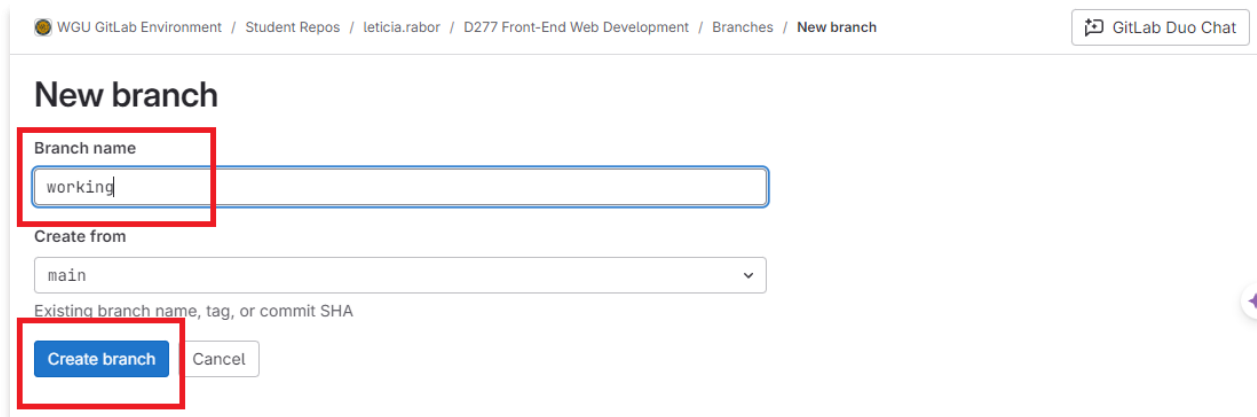 WGU GitLab Environment / Student Repos / leticia.rabor / D277 Front-End Web Development / Branches / New branch
GitLab Duo Chat
New branch
Branch name
working
Create from
main
Existing branch name, tag, or commit SHA
Create branch
Cancel